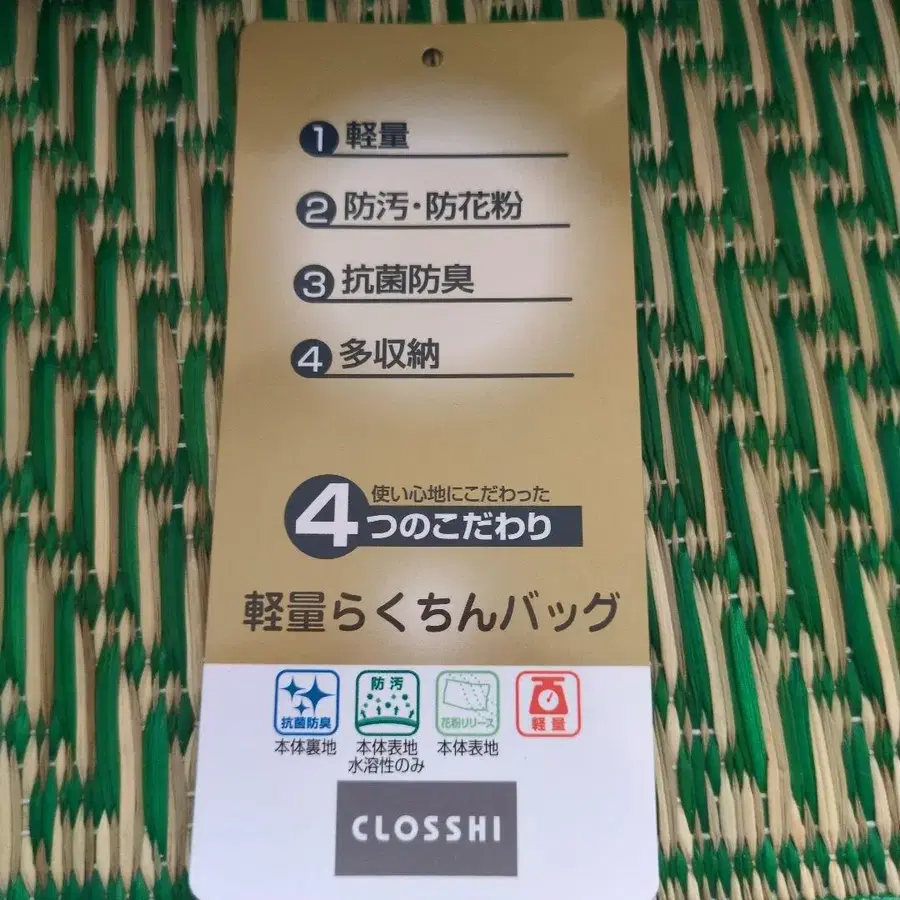 1 軽量
2 防汚・防花粉
3 抗菌防臭
4 多収納
使い心地にこだわった
4つのこだわり
軽量らくちんバッグ
抗菌防臭
本体裏地
防汚
本体表地
水溶性のみ
花粉リリース
本体表地
軽量
CLOSSHI